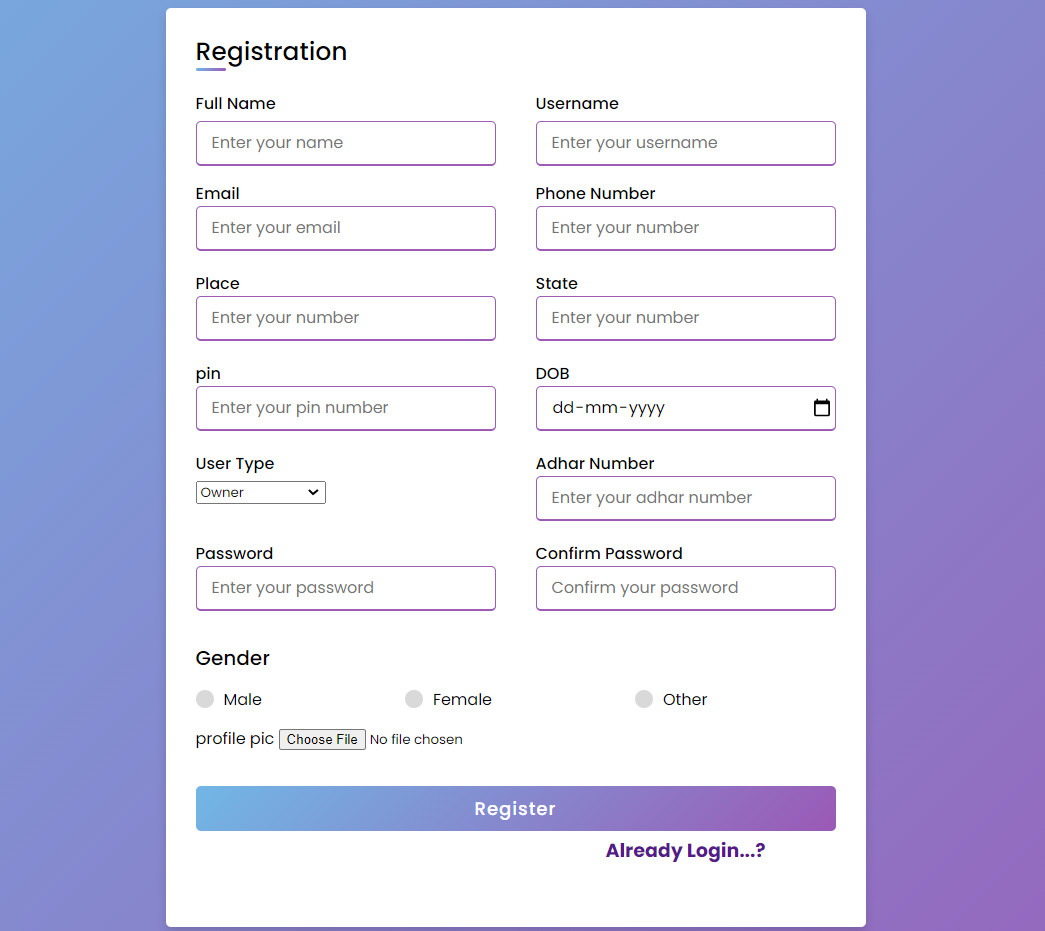 Registration
Full Name Username
Enter your name Enter your username
Email Phone Number
Enter your email Enter your number
Place State
Enter your number Enter your number
pin DOB
Enter your pin number dd-mm-yyyy
User Type Adhar Number
Owner Enter your adhar number
Password Confirm Password
Enter your password Confirm your password
Gender
Male Female Other
profile pic Choose File No file chosen
Register
Already Login...?